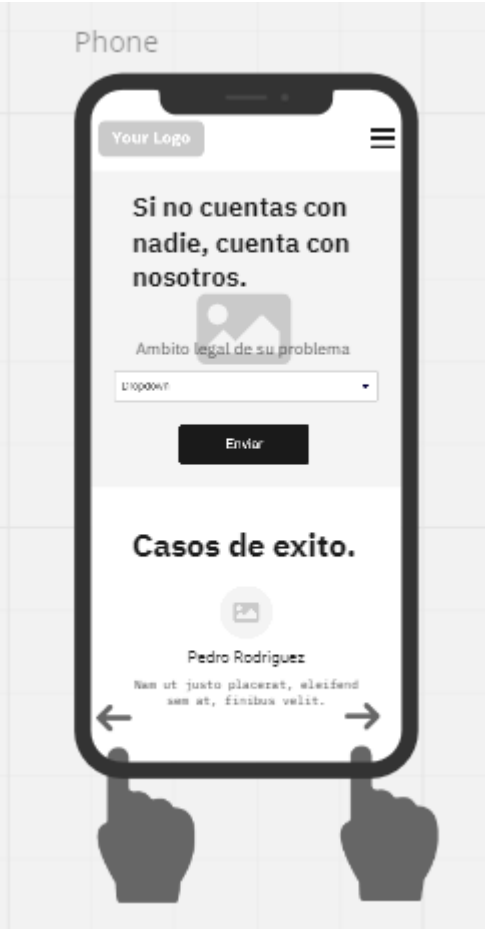 Phone
Your Logo
Si no cuentas con
nadie, cuenta con
nosotros.
Ambito legal de su problema
Dropdown
Enviar
Casos de exito.
Pedro Rodriguez
Nam ut justo placerat, eleifend
sem at, finibus velit.